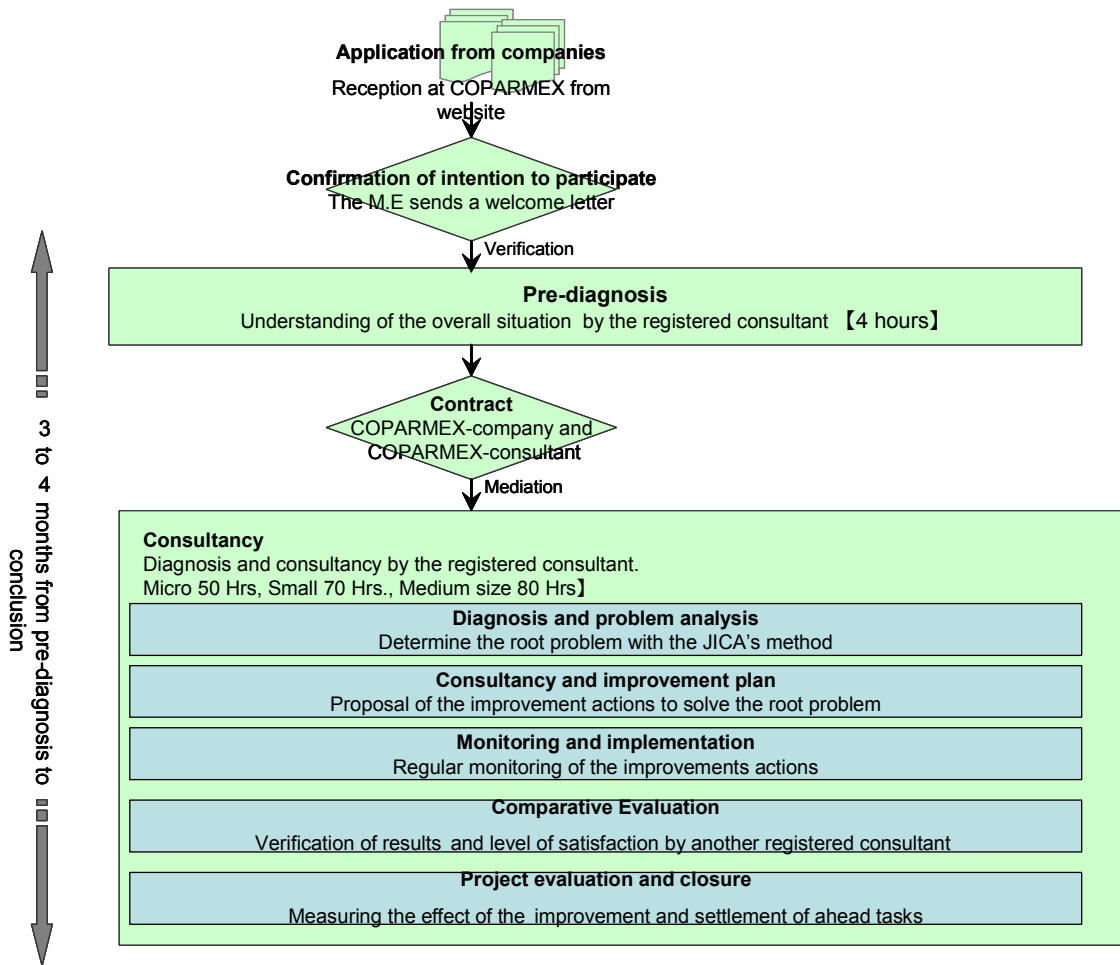 Application from companies
Reception at COPARMEX from
website
Confirmation of intention to participate
The M.E sends a welcome letter
Verification
Pre-diagnosis
Understanding of the overall situation by the registered consultant 【4 hours】
Contract
COPARMEX-company and
COPARMEX-consultant
Mediation
3 to 4 months from pre-diagnosis to
conclusion
Consultancy
Diagnosis and consultancy by the registered consultant.
Micro 50 Hrs, Small 70 Hrs., Medium size 80 Hrs】
Diagnosis and problem analysis
Determine the root problem with the JICA's method
Consultancy and improvement plan
Proposal of the improvement actions to solve the root problem
Monitoring and implementation
Regular monitoring of the improvements actions
Comparative Evaluation
Verification of results and level of satisfaction by another registered consultant
Project evaluation and closure
Measuring the effect of the improvement and settlement of ahead tasks